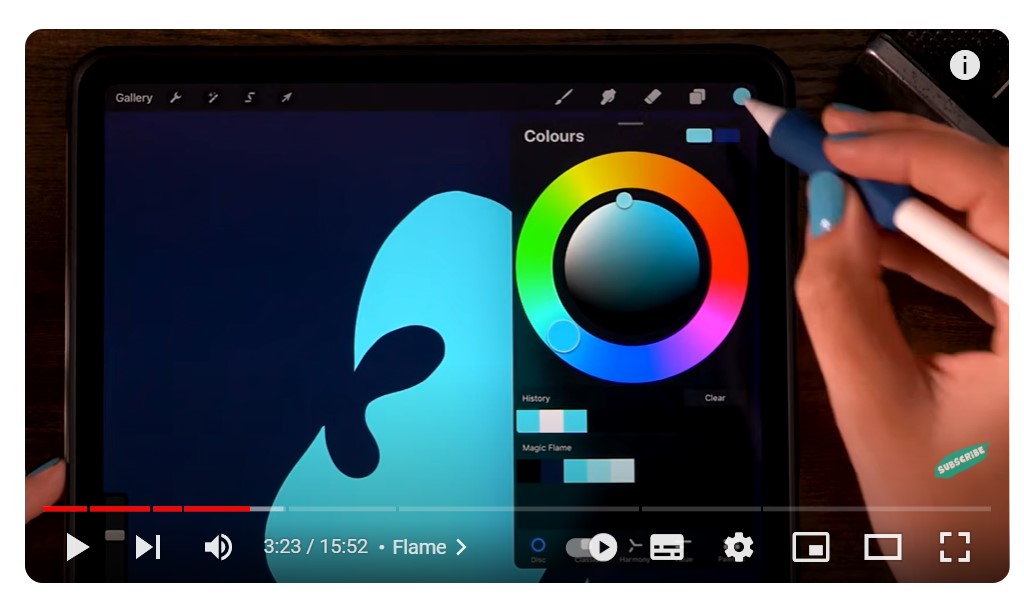 Gallery
Colours
History
Clear
Magic Flame
SUBSCRIBE
3:23 / 15:52 • Flame
Disc